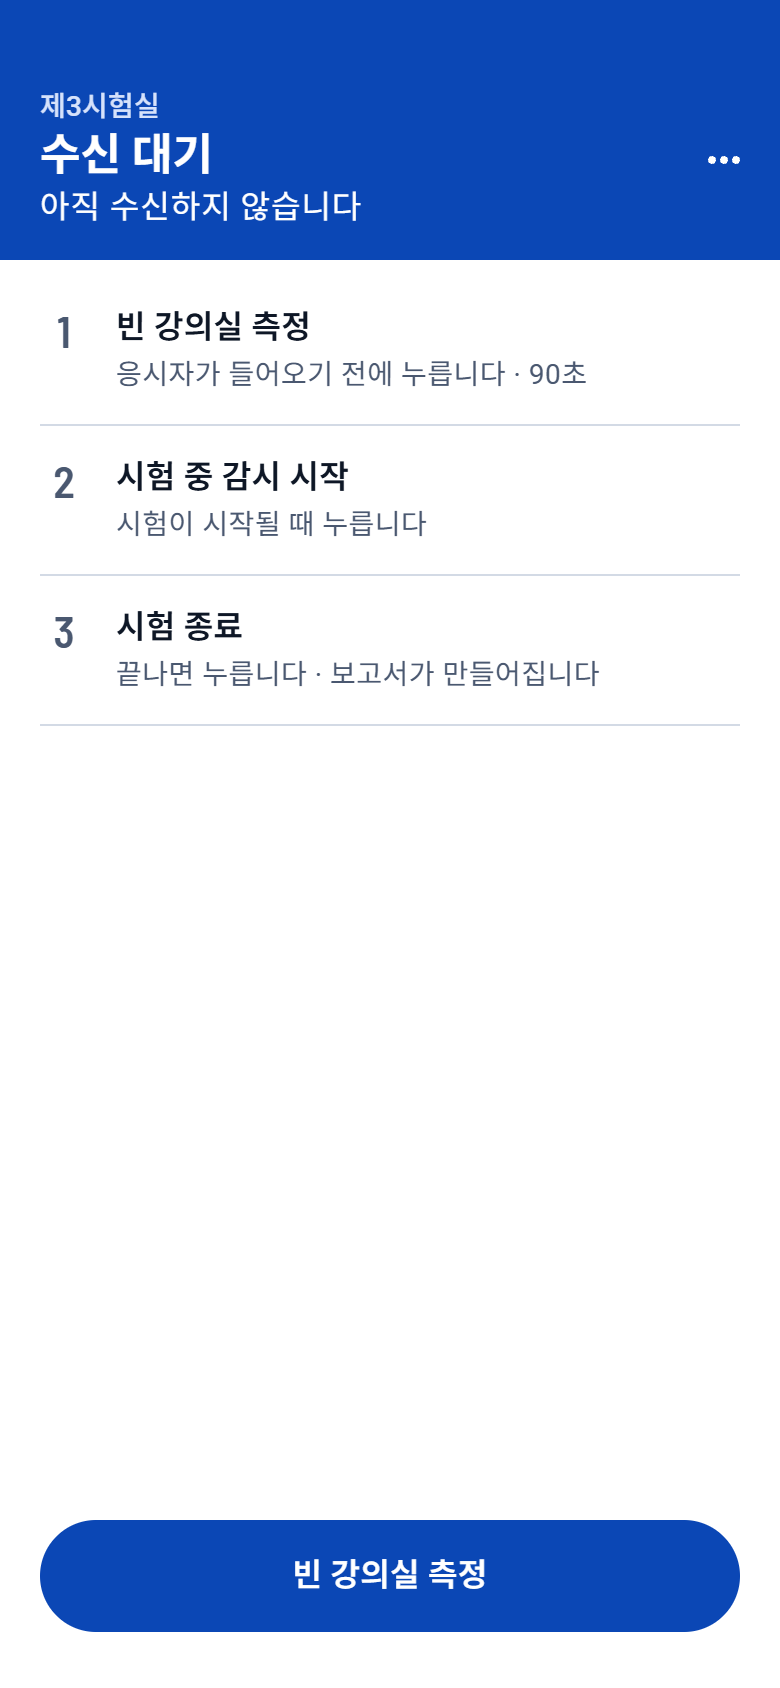 제3시험실
수신 대기
아직 수신하지 않습니다
1
빈 강의실 측정
응시자가 들어오기 전에 누릅니다 · 90초
2
시험 중 감시 시작
시험이 시작될 때 누릅니다
3
시험 종료
끝나면 누릅니다 · 보고서가 만들어집니다
빈 강의실 측정